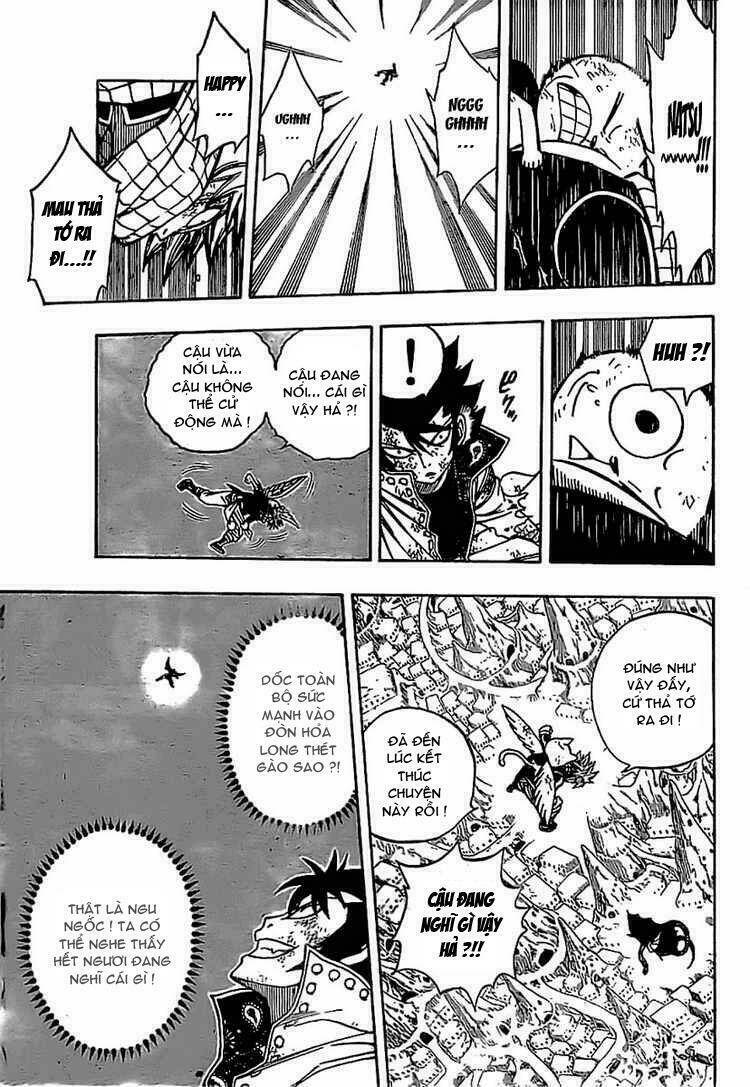 NATSU
~~~!!!
NGGG
GHHHH
UGHHH
...
HAPPY
...
MAU THẢ
TỚ RA
ĐI...!!
HUH ?!
!
ピクッ
CẬU ĐANG
NÓI... CÁI GÌ
VẬY HẢ ?!
CẬU VỪA
NÓI LÀ...
CẬU KHÔNG
THỂ CỬ
ĐỘNG MÀ !
ĐÚNG NHƯ
VẬY ĐẤY,
CỨ THẢ TỚ
RA ĐI !
ĐÃ ĐẾN
LÚC KẾT
THÚC
CHUYỆN
NÀY RỒI !
CẬU ĐANG
NGHĨ GÌ VẬY
HẢ ?!!
DỐC TOÀN
BỘ SỨC
MẠNH VÀO
ĐÒN HỎA
LONG THÉT
GÀO SAO ?!
THẬT LÀ NGU
NGỐC ! TA CÓ
THỂ NGHE THẤY
HẾT NGƯƠI ĐANG
NGHĨ CÁI GÌ !